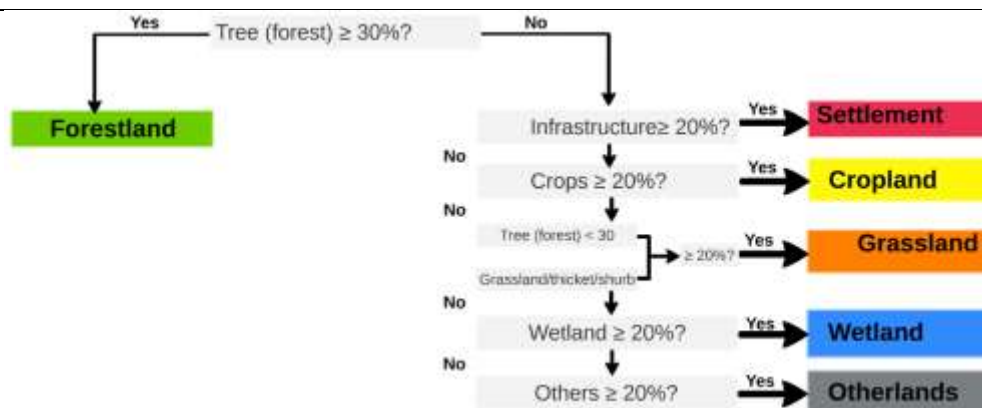 Yes
Tree (forest) ≥ 30%?
No
Forestland
Infrastructure≥ 20%?
Yes
Settlement
No
Crops ≥ 20%?
Yes
Cropland
No
Tree (forest) < 30
≥ 20%?
Yes
Grassland
Grassland/thicket/shurb
No
Wetland ≥ 20%?
Yes
Wetland
No
Others ≥ 20%?
Yes
Otherlands